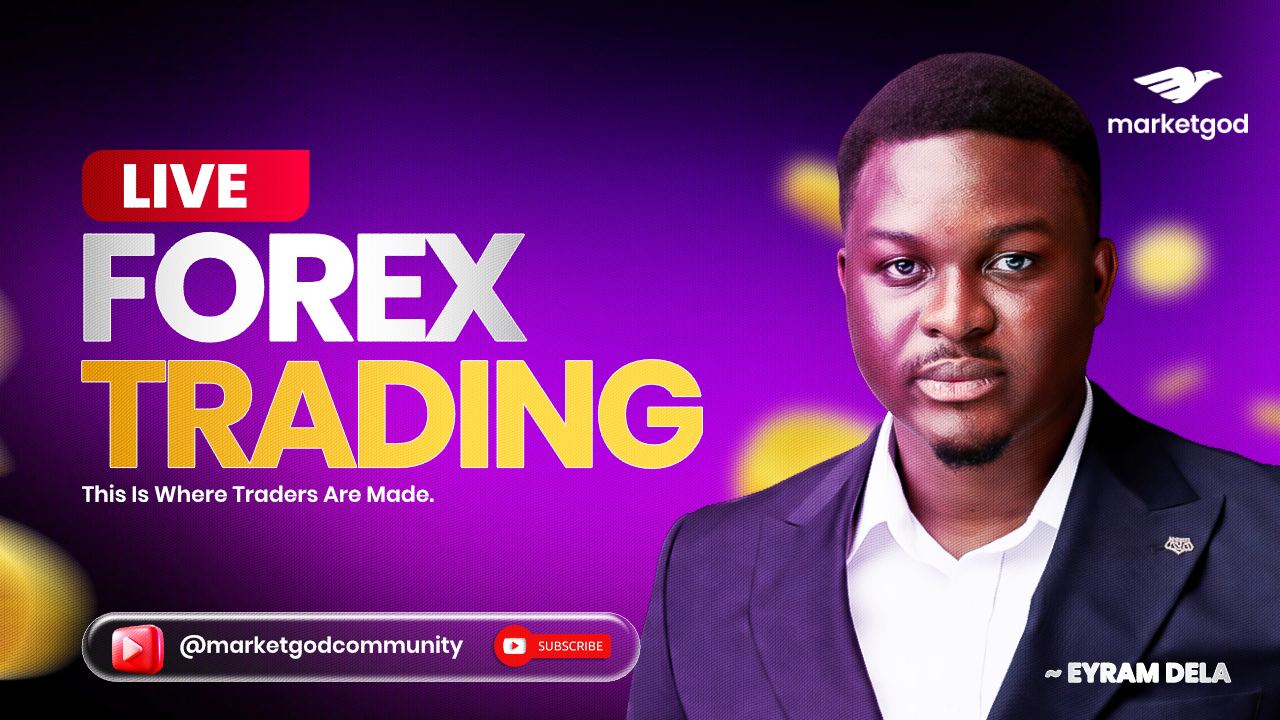 marketgod
LIVE
FOREX
TRADING
This Is Where Traders Are Made.
@marketgodcommunity
SUBSCRIBE
~ EYRAM DELA